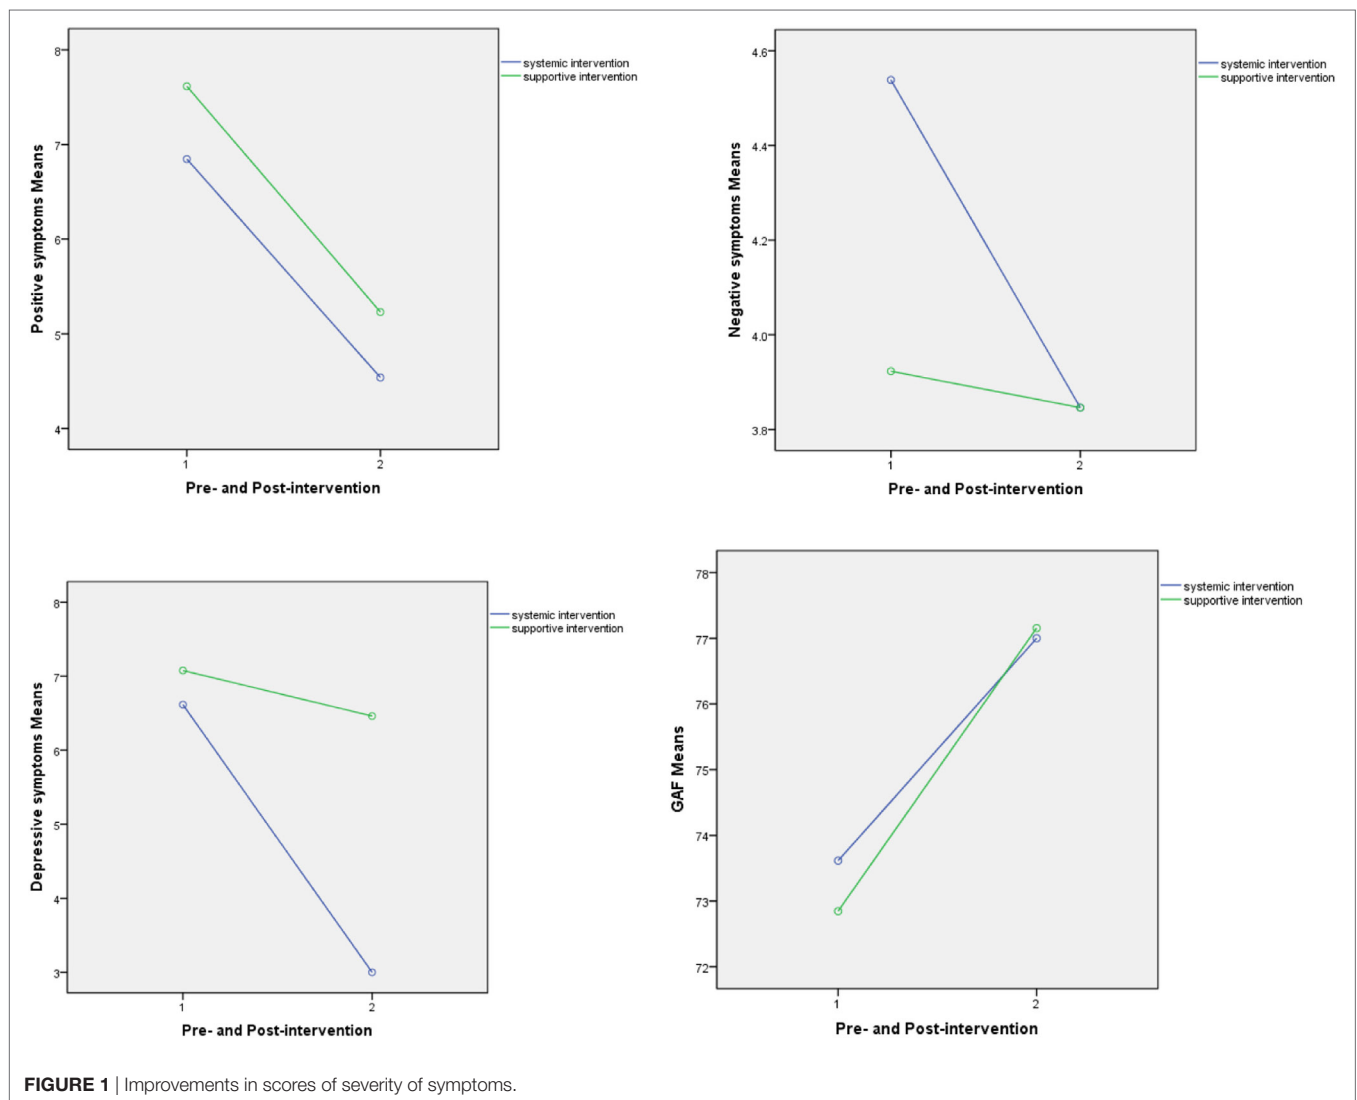 8
7
6
5
4
Positive symptoms Means
1
2
Pre- and Post-intervention
systemic intervention
supportive intervention
4.6
4.4
4.2
4.0
3.8
Negative symptoms Means
1
2
Pre- and Post-intervention
systemic intervention
supportive intervention
8
7
6
5
4
3
Depressive symptoms Means
1
2
Pre- and Post-intervention
systemic intervention
supportive intervention
78
77
76
75
74
73
72
GAF Means
1
2
Pre- and Post-intervention
systemic intervention
supportive intervention
FIGURE 1 | Improvements in scores of severity of symptoms.